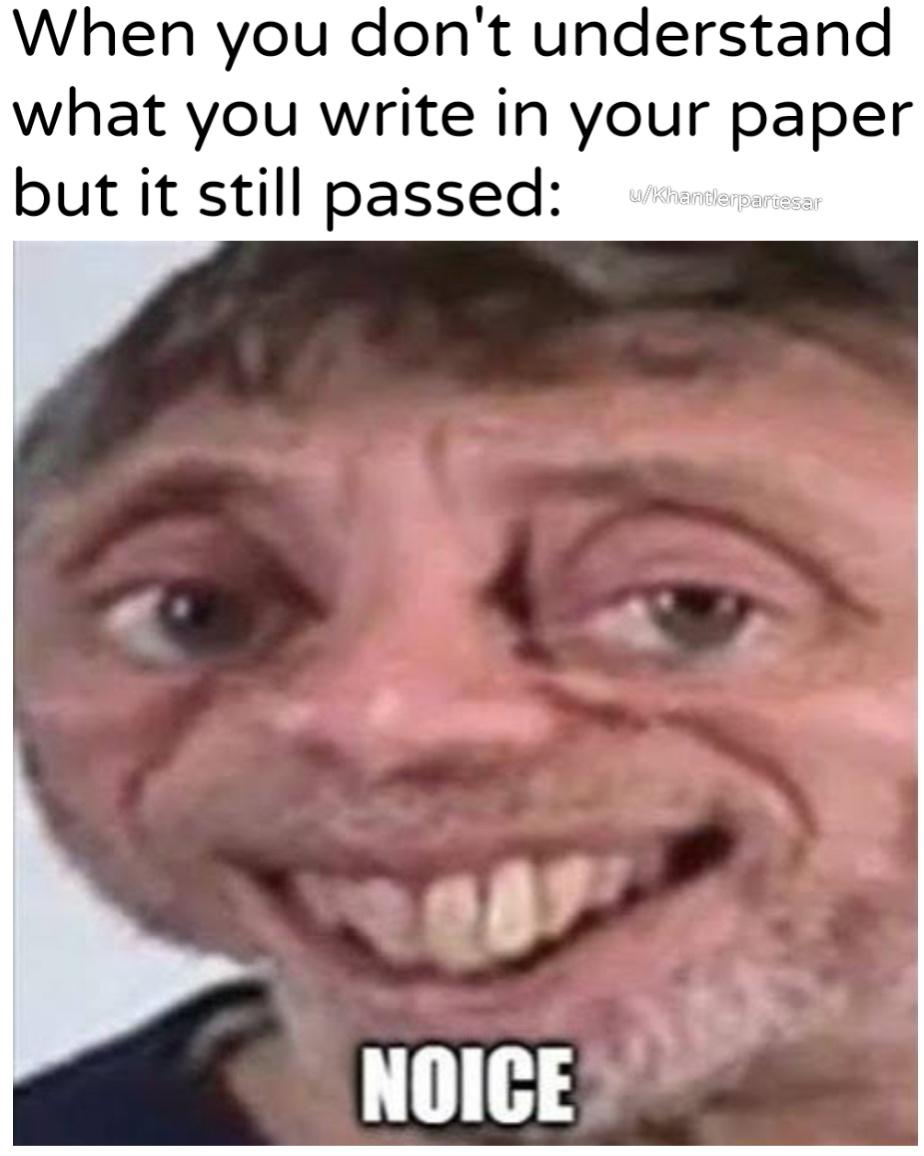 When you don't understand
what you write in your paper
but it still passed:
u/Khantlerpartesar
NOICE